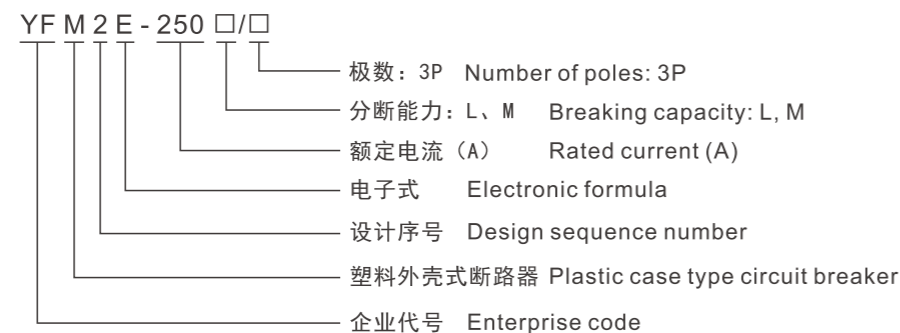 YF M 2 E - 250 □/□
极数：3P Number of poles: 3P
分断能力：L、M Breaking capacity: L, M
额定电流（A） Rated current (A)
电子式 Electronic formula
设计序号 Design sequence number
塑料外壳式断路器 Plastic case type circuit breaker
企业代号 Enterprise code